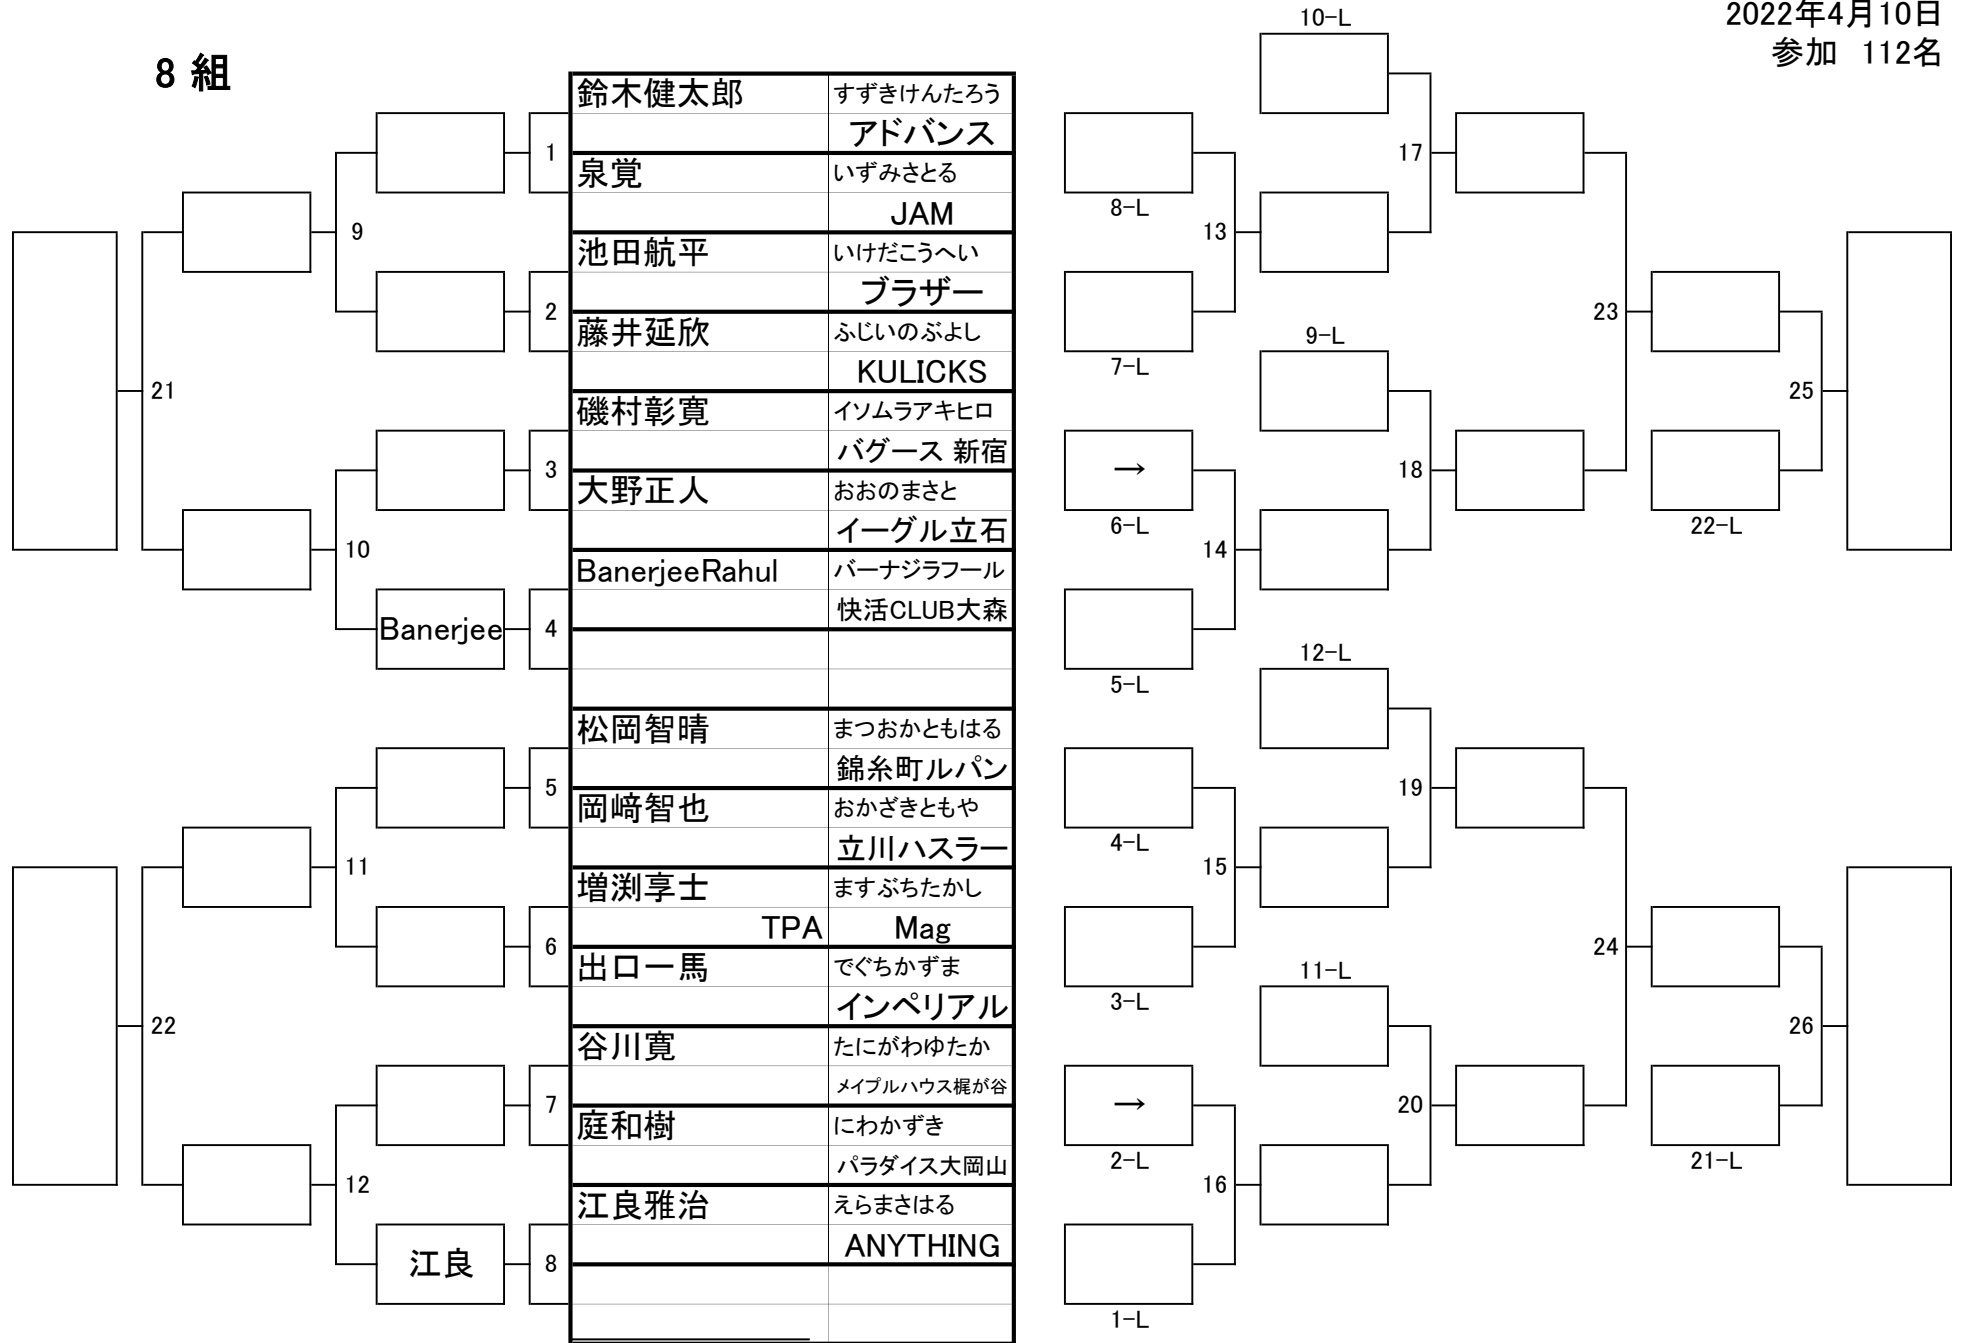 2022年4月10日
参加 112名
8 組
鈴木健太郎 すずきけんたろう
アドバンス
1
泉覚 いずみさとる
JAM
9
池田航平 いけだこうへい
ブラザー
2
藤井延欣 ふじいのぶよし
KULICKS
21
磯村彰寛 イソムラアキヒロ
バグース 新宿
3
大野正人 おおのまさと
イーグル立石
10
BanerjeeRahul バーナジラフール
快活CLUB大森
Banerjee 4
松岡智晴 まつおかともはる
錦糸町ルパン
5
岡﨑智也 おかざきともや
立川ハスラー
11
増渕享士 ますぶちたかし
TPA Mag
6
出口一馬 でぐちかずま
インペリアル
22
谷川寛 たにがわゆたか
メイプルハウス梶が谷
7
庭和樹 にわかずき
パラダイス大岡山
12
江良雅治 えらまさはる
ANYTHING
江良 8
10-L
17
8-L
13
23
9-L
7-L
25
→ 18
6-L 22-L
14
12-L
5-L
19
4-L
15
24
11-L
3-L
26
→ 20
2-L 21-L
16
1-L